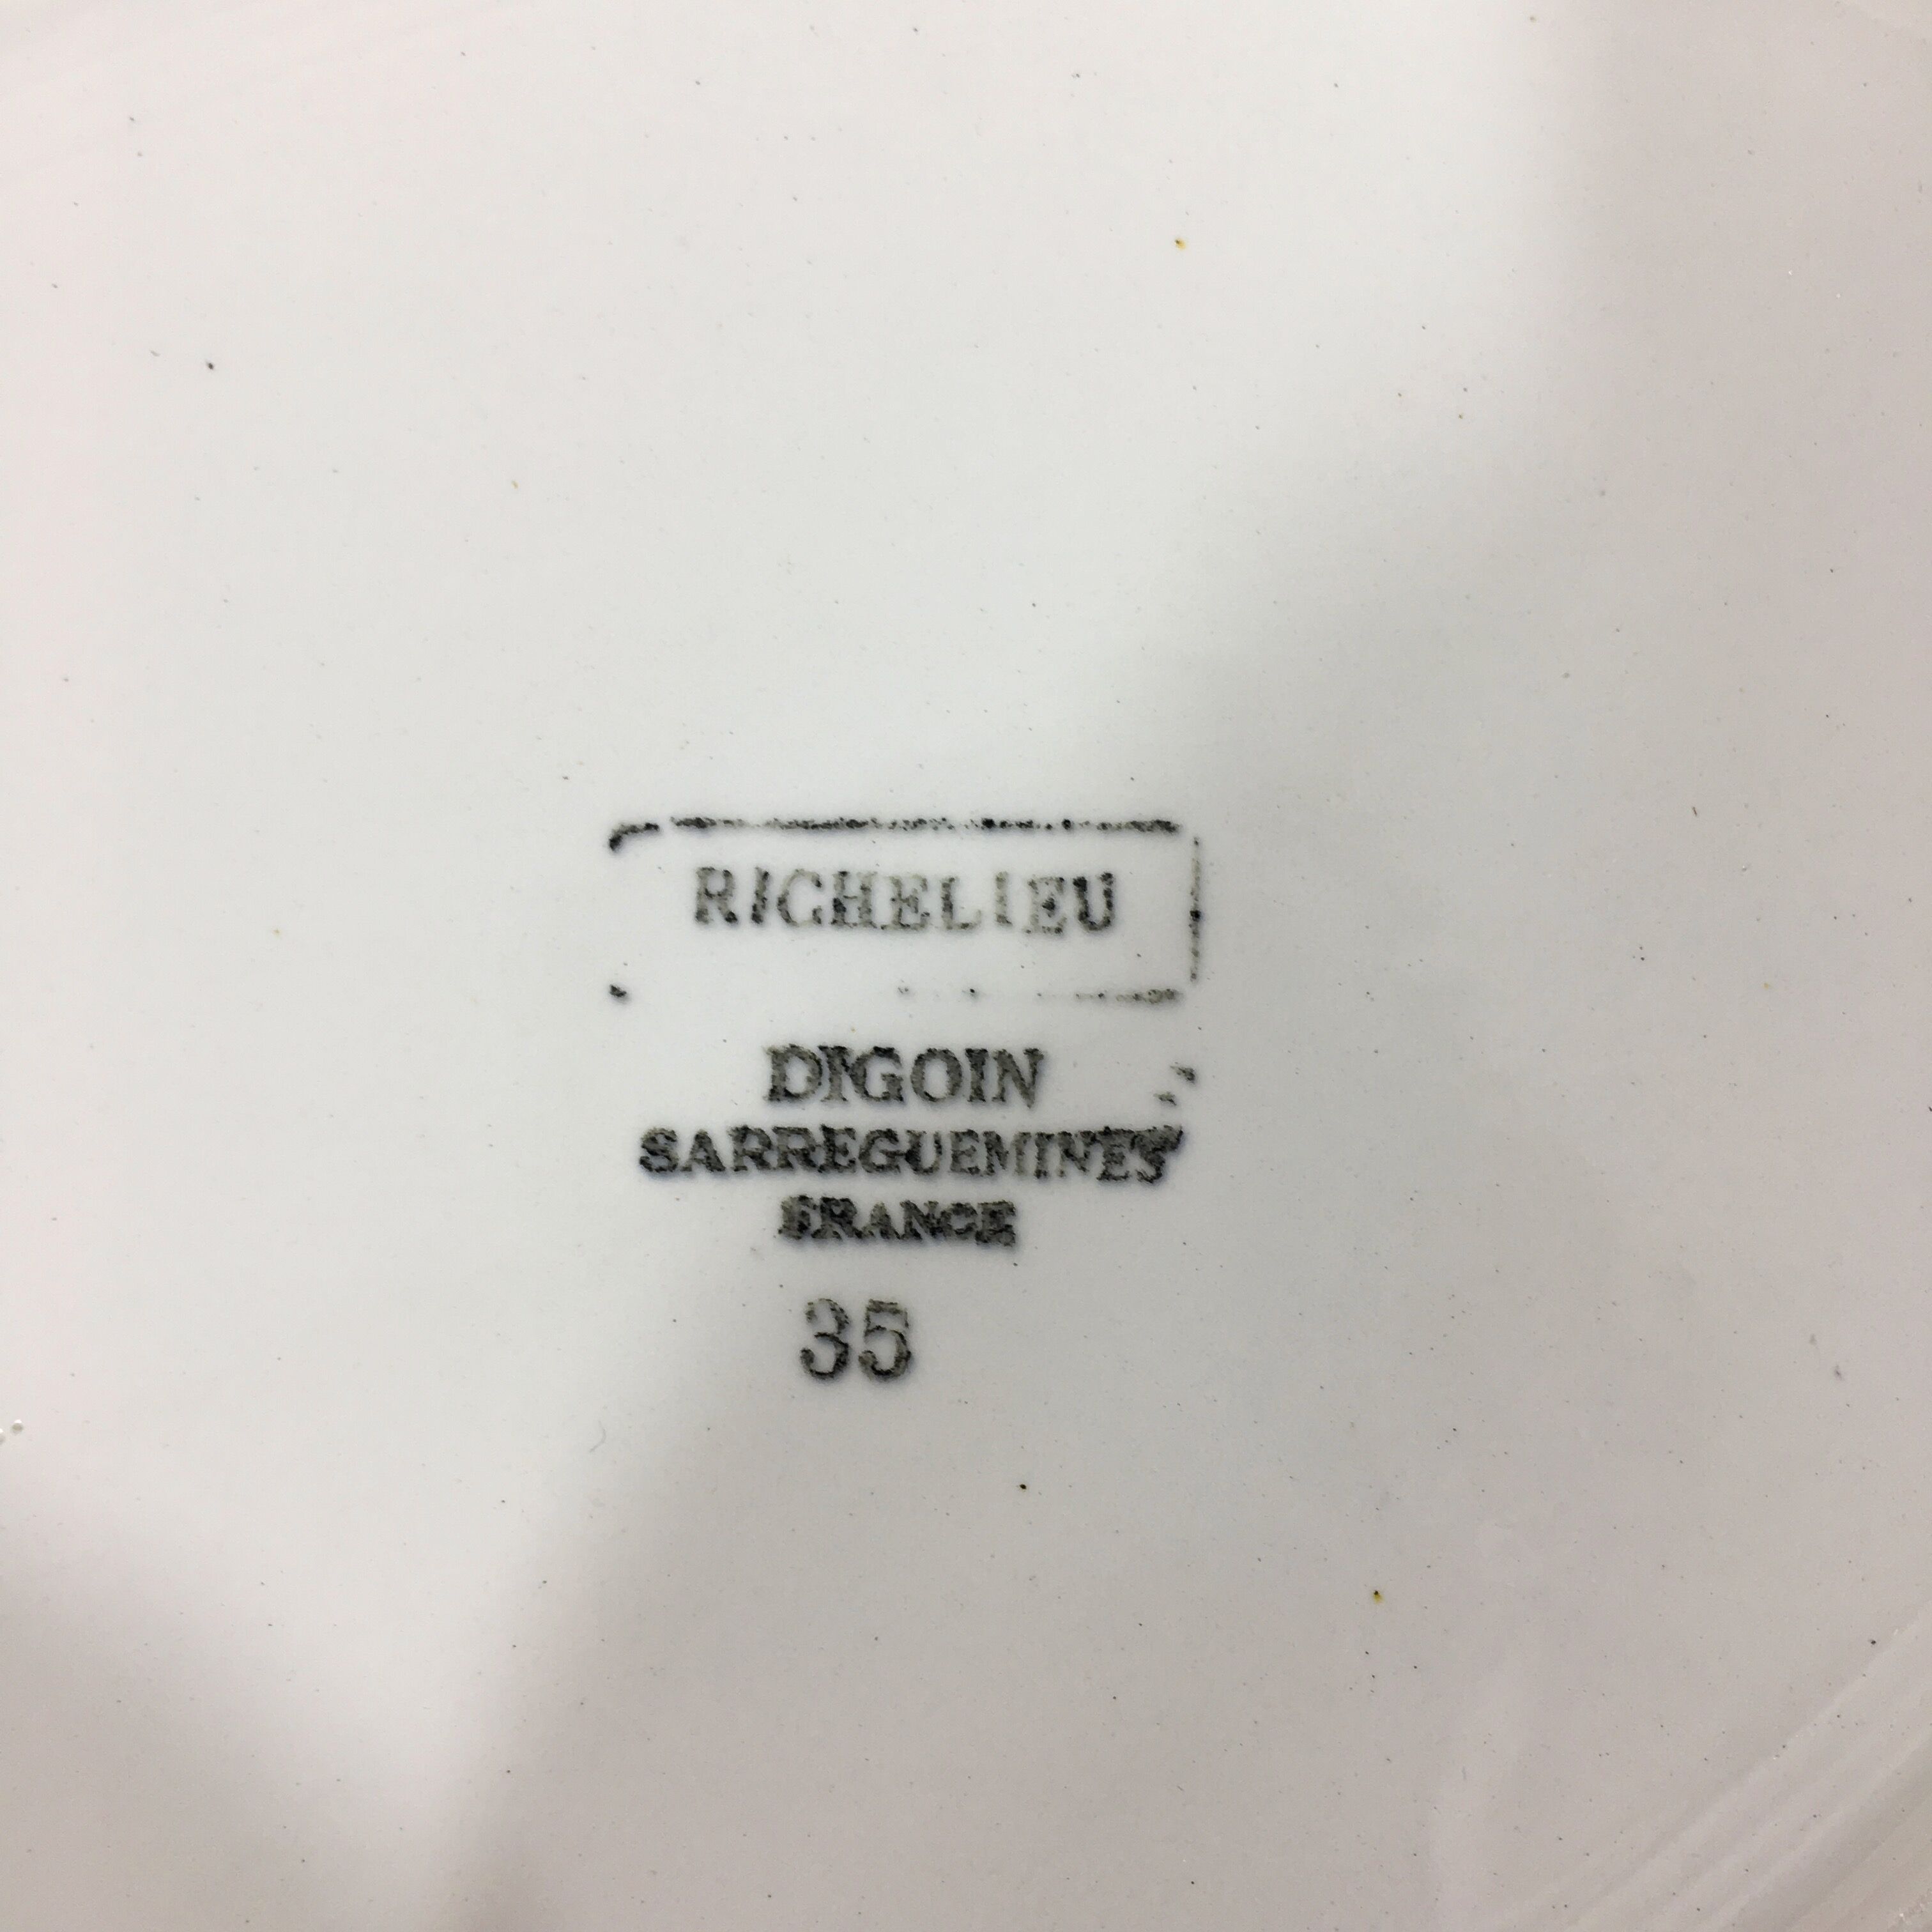 RICHELIEU
DIGOIN
SARREGUEMINES
FRANCE
35